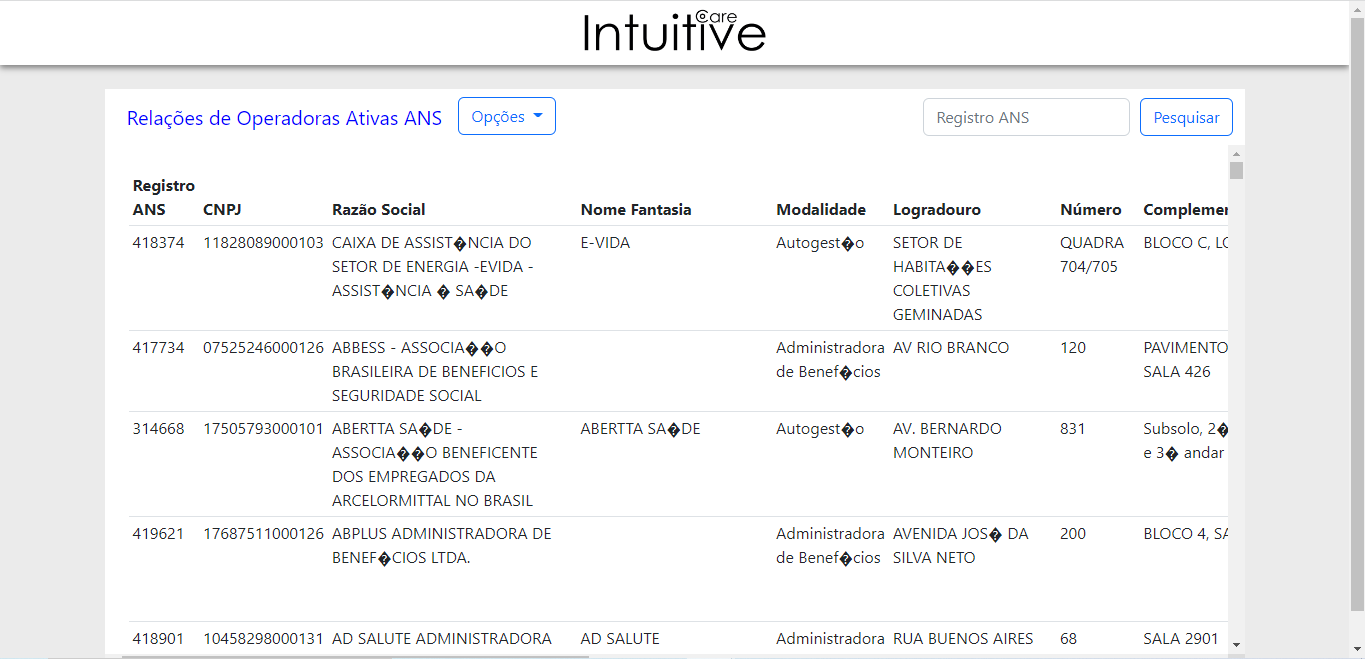 Intuitive Care
Relações de Operadoras Ativas ANS Opções Registro ANS Pesquisar
Registro
ANS CNPJ Razão Social Nome Fantasia Modalidade Logradouro Número Complemen
418374 11828089000103 CAIXA DE ASSIST�NCIA DO E-VIDA Autogest�o SETOR DE QUADRA BLOCO C, LO
SETOR DE ENERGIA -EVIDA - HABITA��ES 704/705
ASSIST�NCIA � SA�DE COLETIVAS
GEMINADAS
417734 07525246000126 ABBESS - ASSOCIA��O Administradora AV RIO BRANCO 120 PAVIMENTO
BRASILEIRA DE BENEFICIOS E de Benef�cios SALA 426
SEGURIDADE SOCIAL
314668 17505793000101 ABERTTA SA�DE - ABERTTA SA�DE Autogest�o AV. BERNARDO 831 Subsolo, 2�
ASSOCIA��O BENEFICENTE MONTEIRO e 3� andar
DOS EMPREGADOS DA
ARCELORMITTAL NO BRASIL
419621 17687511000126 ABPLUS ADMINISTRADORA DE Administradora AVENIDA JOS� DA 200 BLOCO 4, SA
BENEF�CIOS LTDA. de Benef�cios SILVA NETO
418901 10458298000131 AD SALUTE ADMINISTRADORA AD SALUTE Administradora RUA BUENOS AIRES 68 SALA 2901